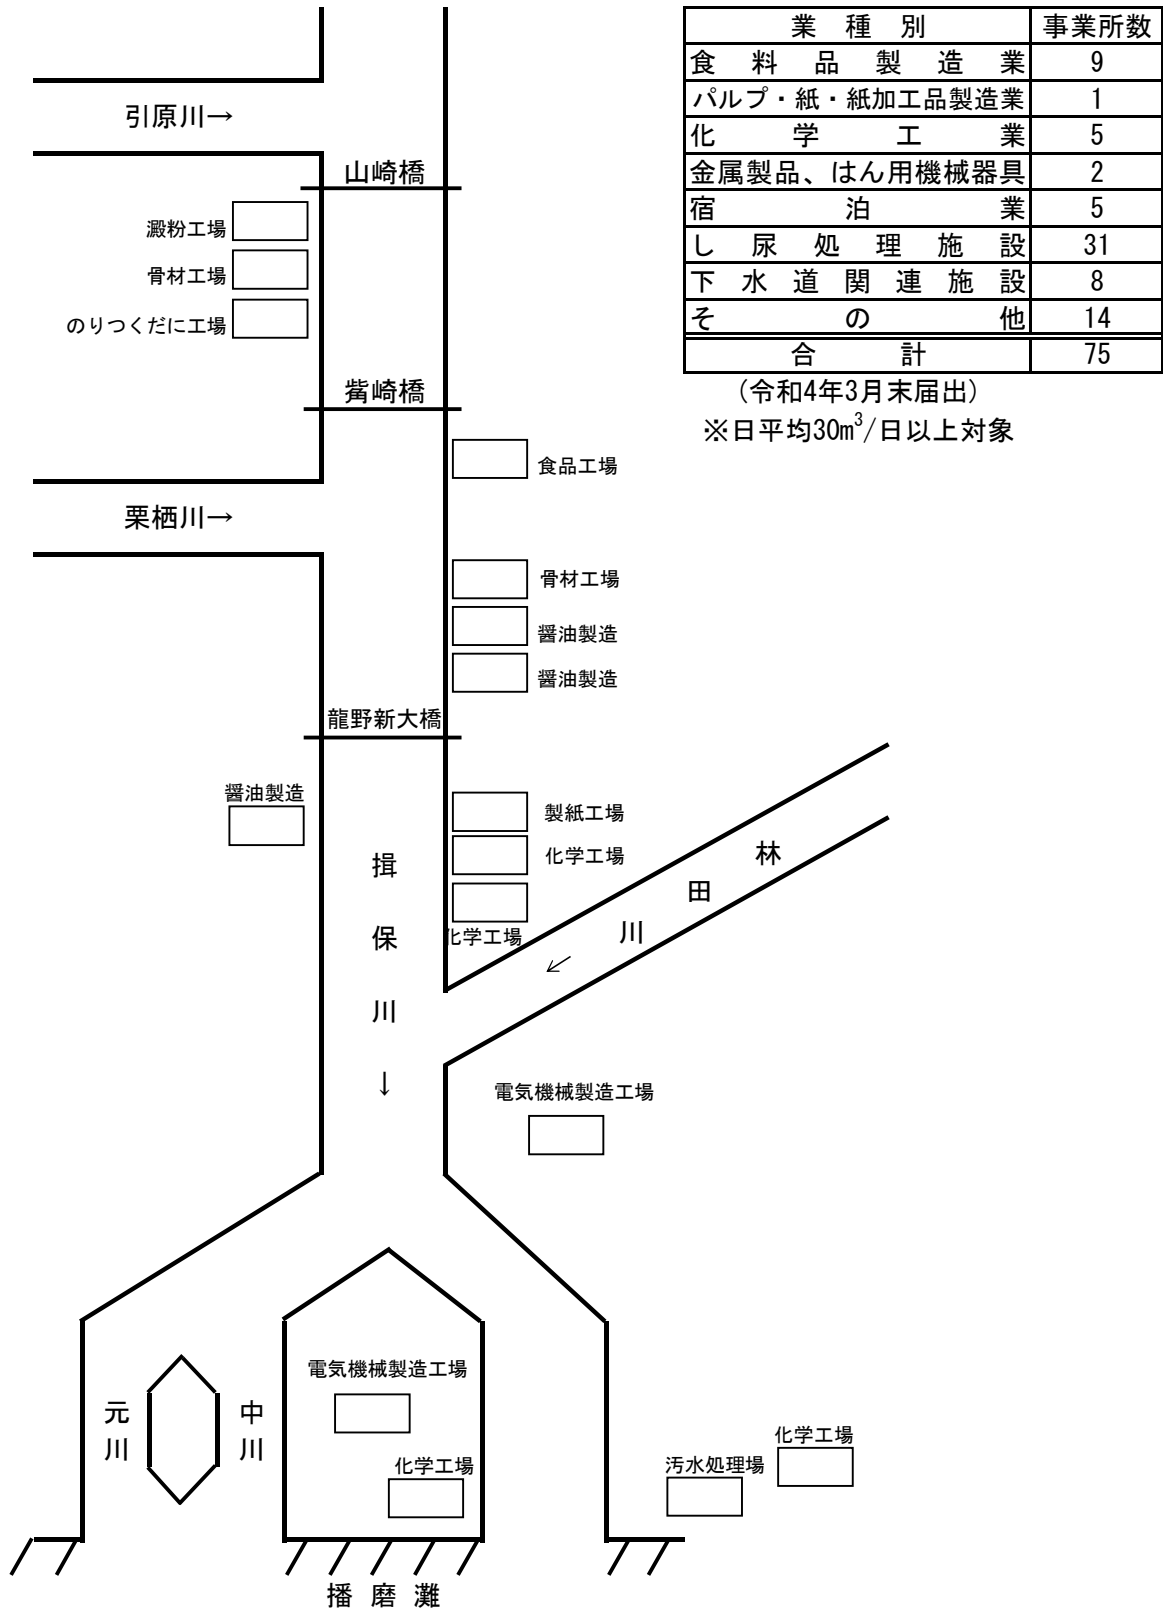 業種別 事業所数
食料品製造業 9
パルプ・紙・紙加工品製造業 1
化学工業 5
金属製品、はん用機械器具 2
宿泊業 5
し尿処理施設 31
下水道関連施設 8
その他 14
合計 75
（令和4年3月末届出）
※日平均30m³/日以上対象
引原川→
山崎橋
澱粉工場
骨材工場
のりつくだに工場
觜崎橋
食品工場
栗栖川→
骨材工場
醤油製造
醤油製造
龍野新大橋
醤油製造
製紙工場
化学工場
化学工場
林田川
←
揖保川
↓
電気機械製造工場
電気機械製造工場
元川
中川
化学工場
化学工場
汚水処理場
播磨灘